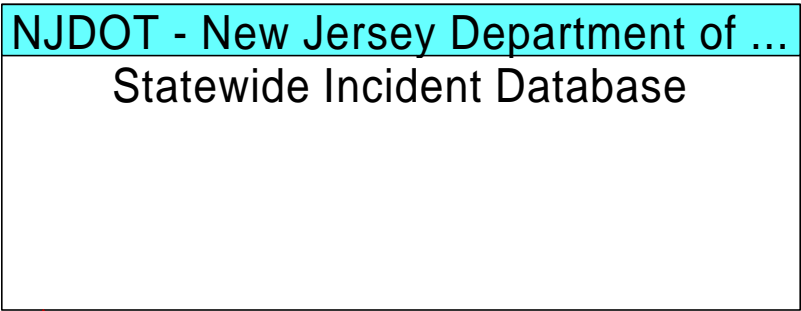 NJDOT - New Jersey Department of ...
Statewide Incident Database